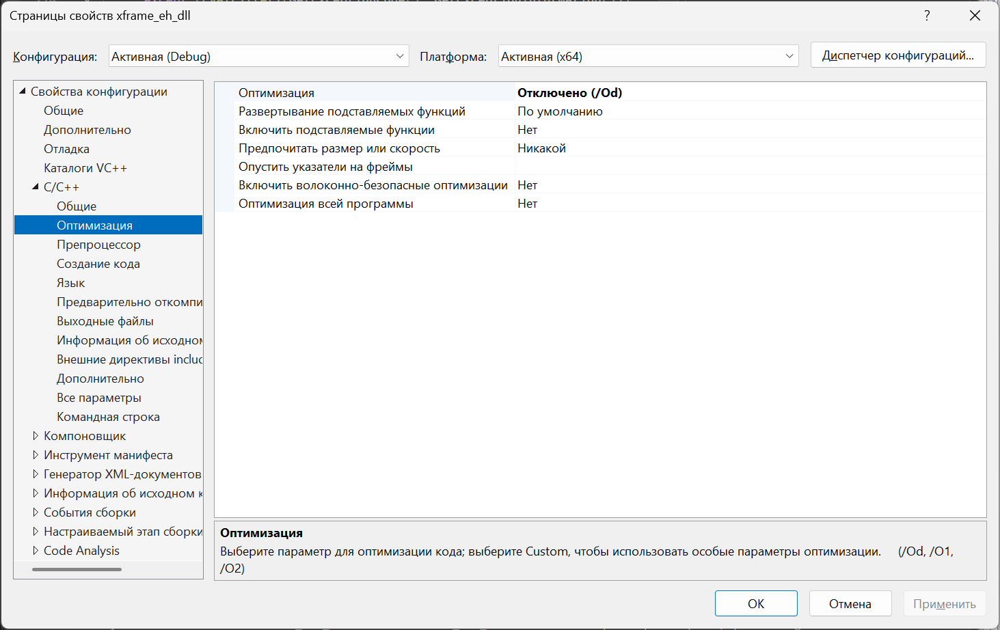 Страницы свойств xframe_eh_dll
?
Конфигурация: Активная (Debug) Платформа: Активная (x64) Диспетчер конфигураций...
Свойства конфигурации
Общие
Дополнительно
Отладка
Каталоги VC++
C/C++
Общие
Оптимизация
Препроцессор
Создание кода
Язык
Предварительно откомпи
Выходные файлы
Информация об исходном
Внешние директивы includ
Дополнительно
Все параметры
Командная строка
Компоновщик
Инструмент манифеста
Генератор XML-документов
Информация об исходном к
События сборки
Настраиваемый этап сборки
Code Analysis
Оптимизация Отключено (/Od)
Развертывание подставляемых функций По умолчанию
Включить подставляемые функции Нет
Предпочитать размер или скорость Никакой
Опустить указатели на фреймы
Включить волоконно-безопасные оптимизации Нет
Оптимизация всей программы Нет
Оптимизация
Выберите параметр для оптимизации кода; выберите Custom, чтобы использовать особые параметры оптимизации. (/Od, /O1,
/O2)
ОК Отмена Применить